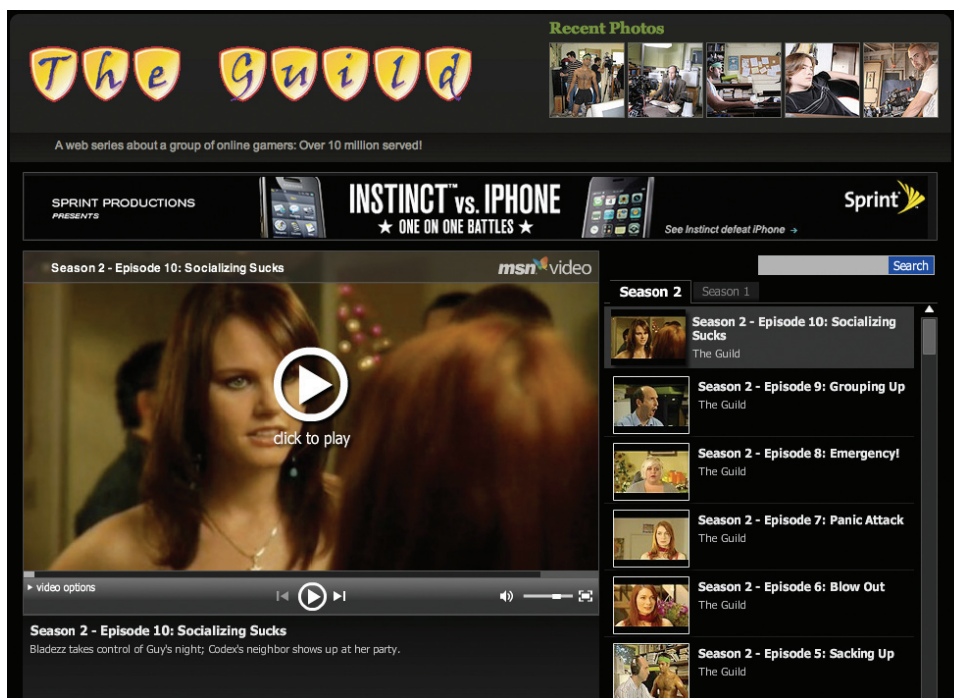 Recent Photos
The Guild
A web series about a group of online gamers: Over 10 million served!
SPRINT PRODUCTIONS
PRESENTS
INSTINCT™ VS. IPHONE
★ ONE ON ONE BATTLES ★
Sprint
See Instinct defeat iPhone →
Season 2 - Episode 10: Socializing Sucks
msn video
click to play
video options
Season 2 - Episode 10: Socializing Sucks
Bladezz takes control of Guy's night; Codex's neighbor shows up at her party.
Search
Season 2
Season 1
Season 2 - Episode 10: Socializing
Sucks
The Guild
Season 2 - Episode 9: Grouping Up
The Guild
Season 2 - Episode 8: Emergency!
The Guild
Season 2 - Episode 7: Panic Attack
The Guild
Season 2 - Episode 6: Blow Out
The Guild
Season 2 - Episode 5: Sacking Up
The Guild